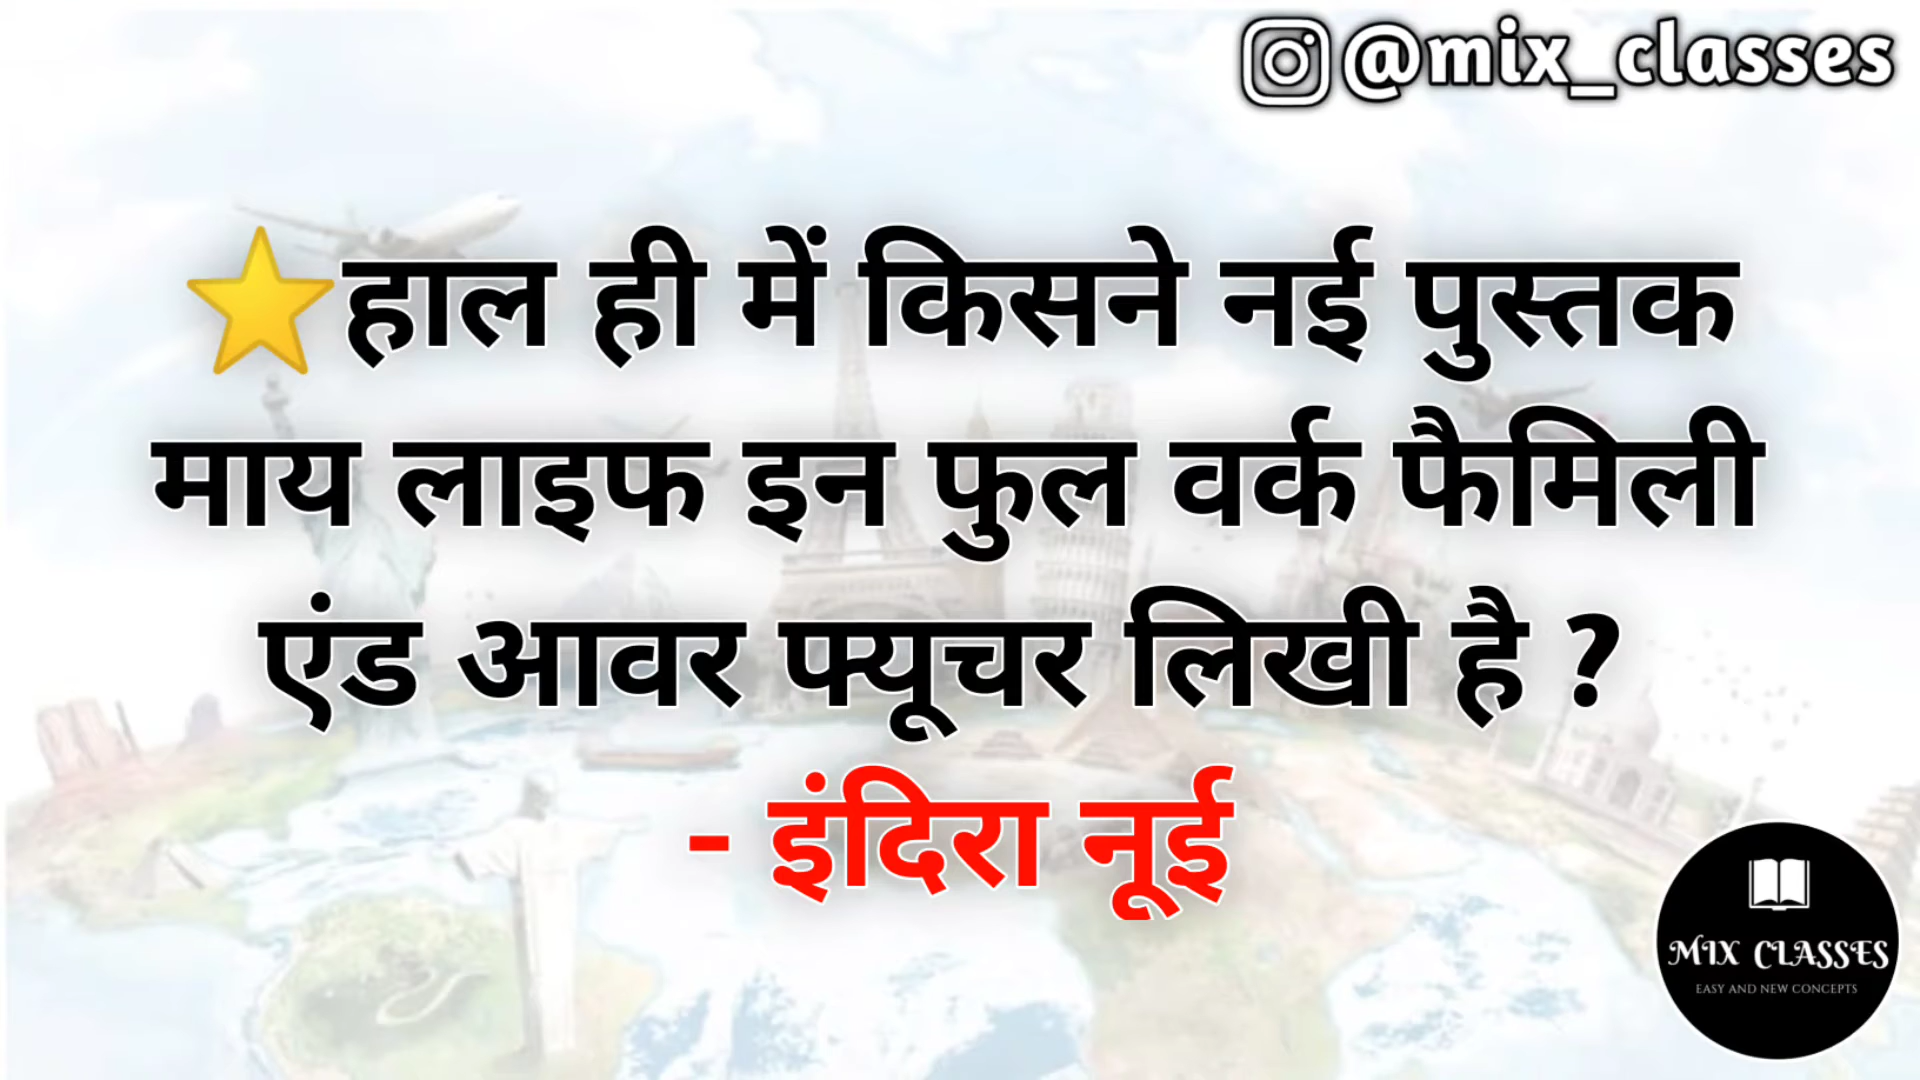 @mix_classes
⭐हाल ही में किसने नई पुस्तक
माय लाइफ इन फुल वर्क फैमिली
एंड आवर फ्यूचर लिखी है ?
- इंदिरा नूई
MIX CLASSES
EASY AND NEW CONCEPTS